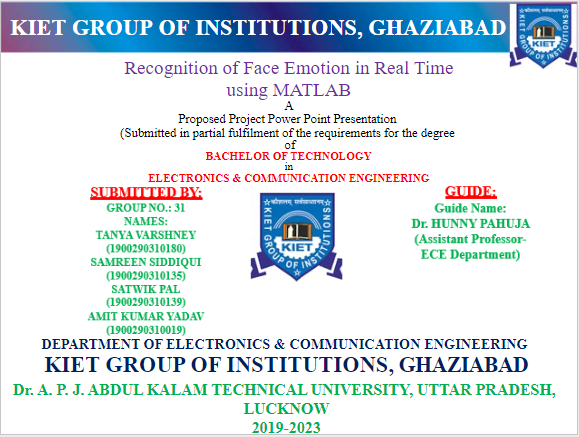 KIET GROUP OF INSTITUTIONS, GHAZIABAD
KIET
GROUP OF INSTITUTIONS
Recognition of Face Emotion in Real Time
using MATLAB
A
Proposed Project Power Point Presentation
(Submitted in partial fulfilment of the requirements for the degree
of
BACHELOR OF TECHNOLOGY
in
ELECTRONICS & COMMUNICATION ENGINEERING
SUBMITTED BY:
GROUP NO.: 31
NAMES:
TANYA VARSHNEY
(1900290310180)
SAMREEN SIDDIQUI
(1900290310135)
SATWIK PAL
(1900290310139)
AMIT KUMAR YADAV
(1900290310019)
KIET
KIET GROUP OF INSTITUTIONS
GUIDE:
Guide Name:
Dr. HUNNY PAHUJA
(Assistant Professor-
ECE Department)
DEPARTMENT OF ELECTRONICS & COMMUNICATION ENGINEERING
KIET GROUP OF INSTITUTIONS, GHAZIABAD
Dr. A. P. J. ABDUL KALAM TECHNICAL UNIVERSITY, UTTAR PRADESH,
LUCKNOW
2019-2023